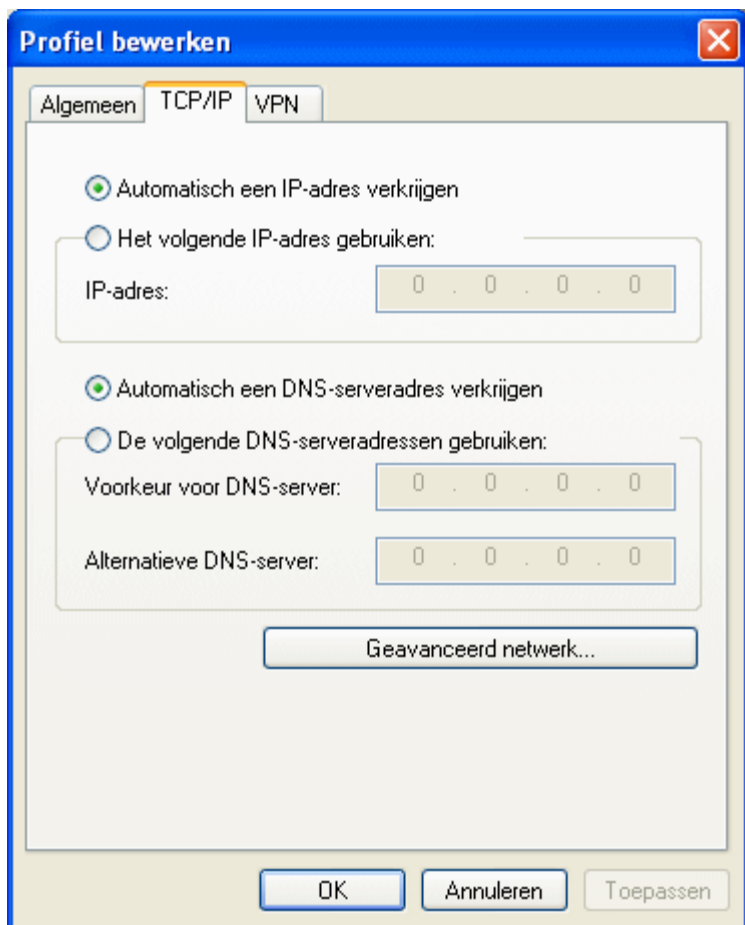 Profiel bewerken
Algemeen TCP/IP VPN
Automatisch een IP-adres verkrijgen
Het volgende IP-adres gebruiken:
IP-adres: 0 . 0 . 0 . 0
Automatisch een DNS-serveradres verkrijgen
De volgende DNS-serveradressen gebruiken:
Voorkeur voor DNS-server: 0 . 0 . 0 . 0
Alternatieve DNS-server: 0 . 0 . 0 . 0
Geavanceerd netwerk...
OK Annuleren Toepassen